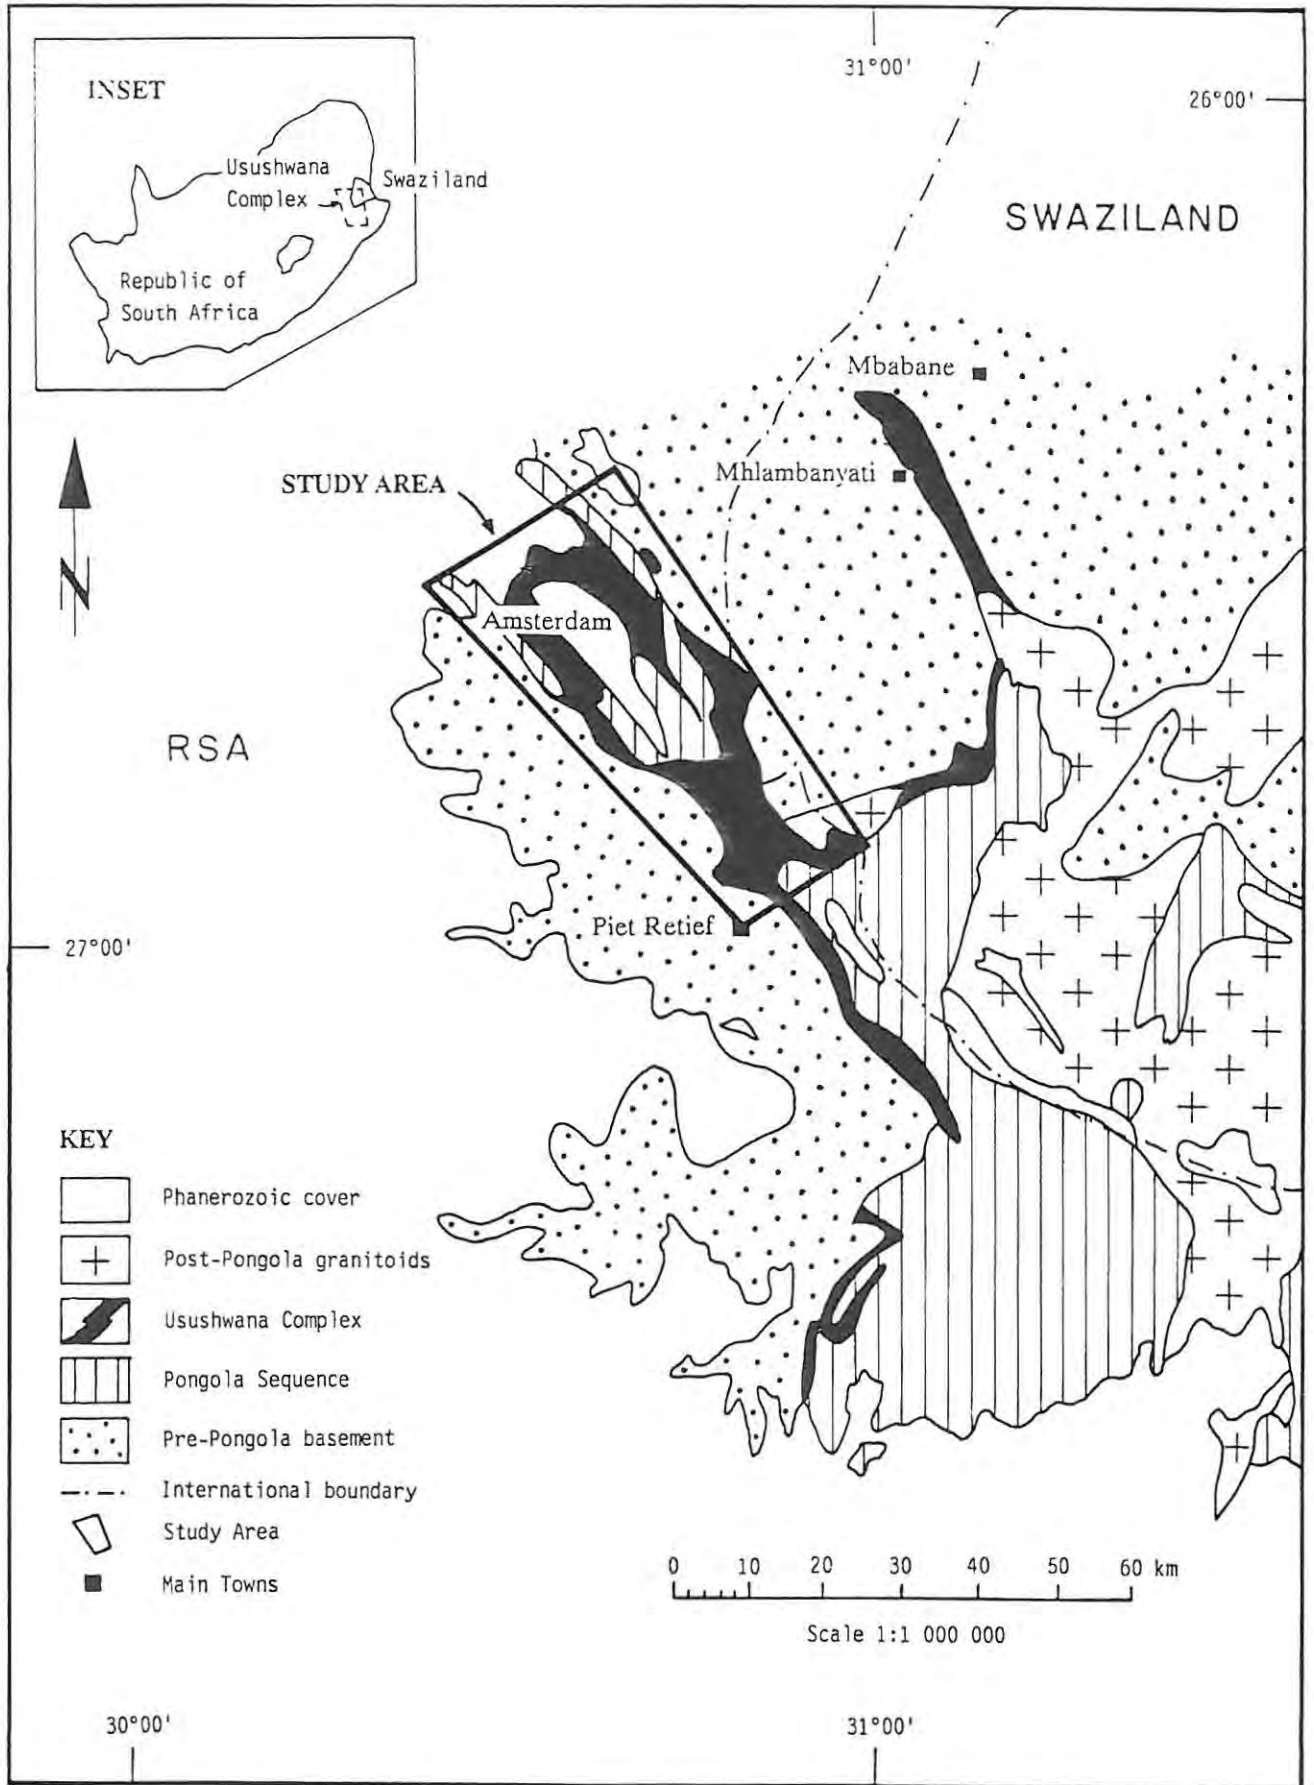 31°00'
26°00'
INSET
Usushwana
Complex
Swaziland
Republic of
South Africa
SWAZILAND
Mbabane
Mhlambanyati
STUDY AREA
N
Amsterdam
RSA
Piet Retief
27°00'
KEY
Phanerozoic cover
Post-Pongola granitoids
Usushwana Complex
Pongola Sequence
Pre-Pongola basement
International boundary
Study Area
Main Towns
0 10 20 30 40 50 60 km
Scale 1:1 000 000
30°00'
31°00'